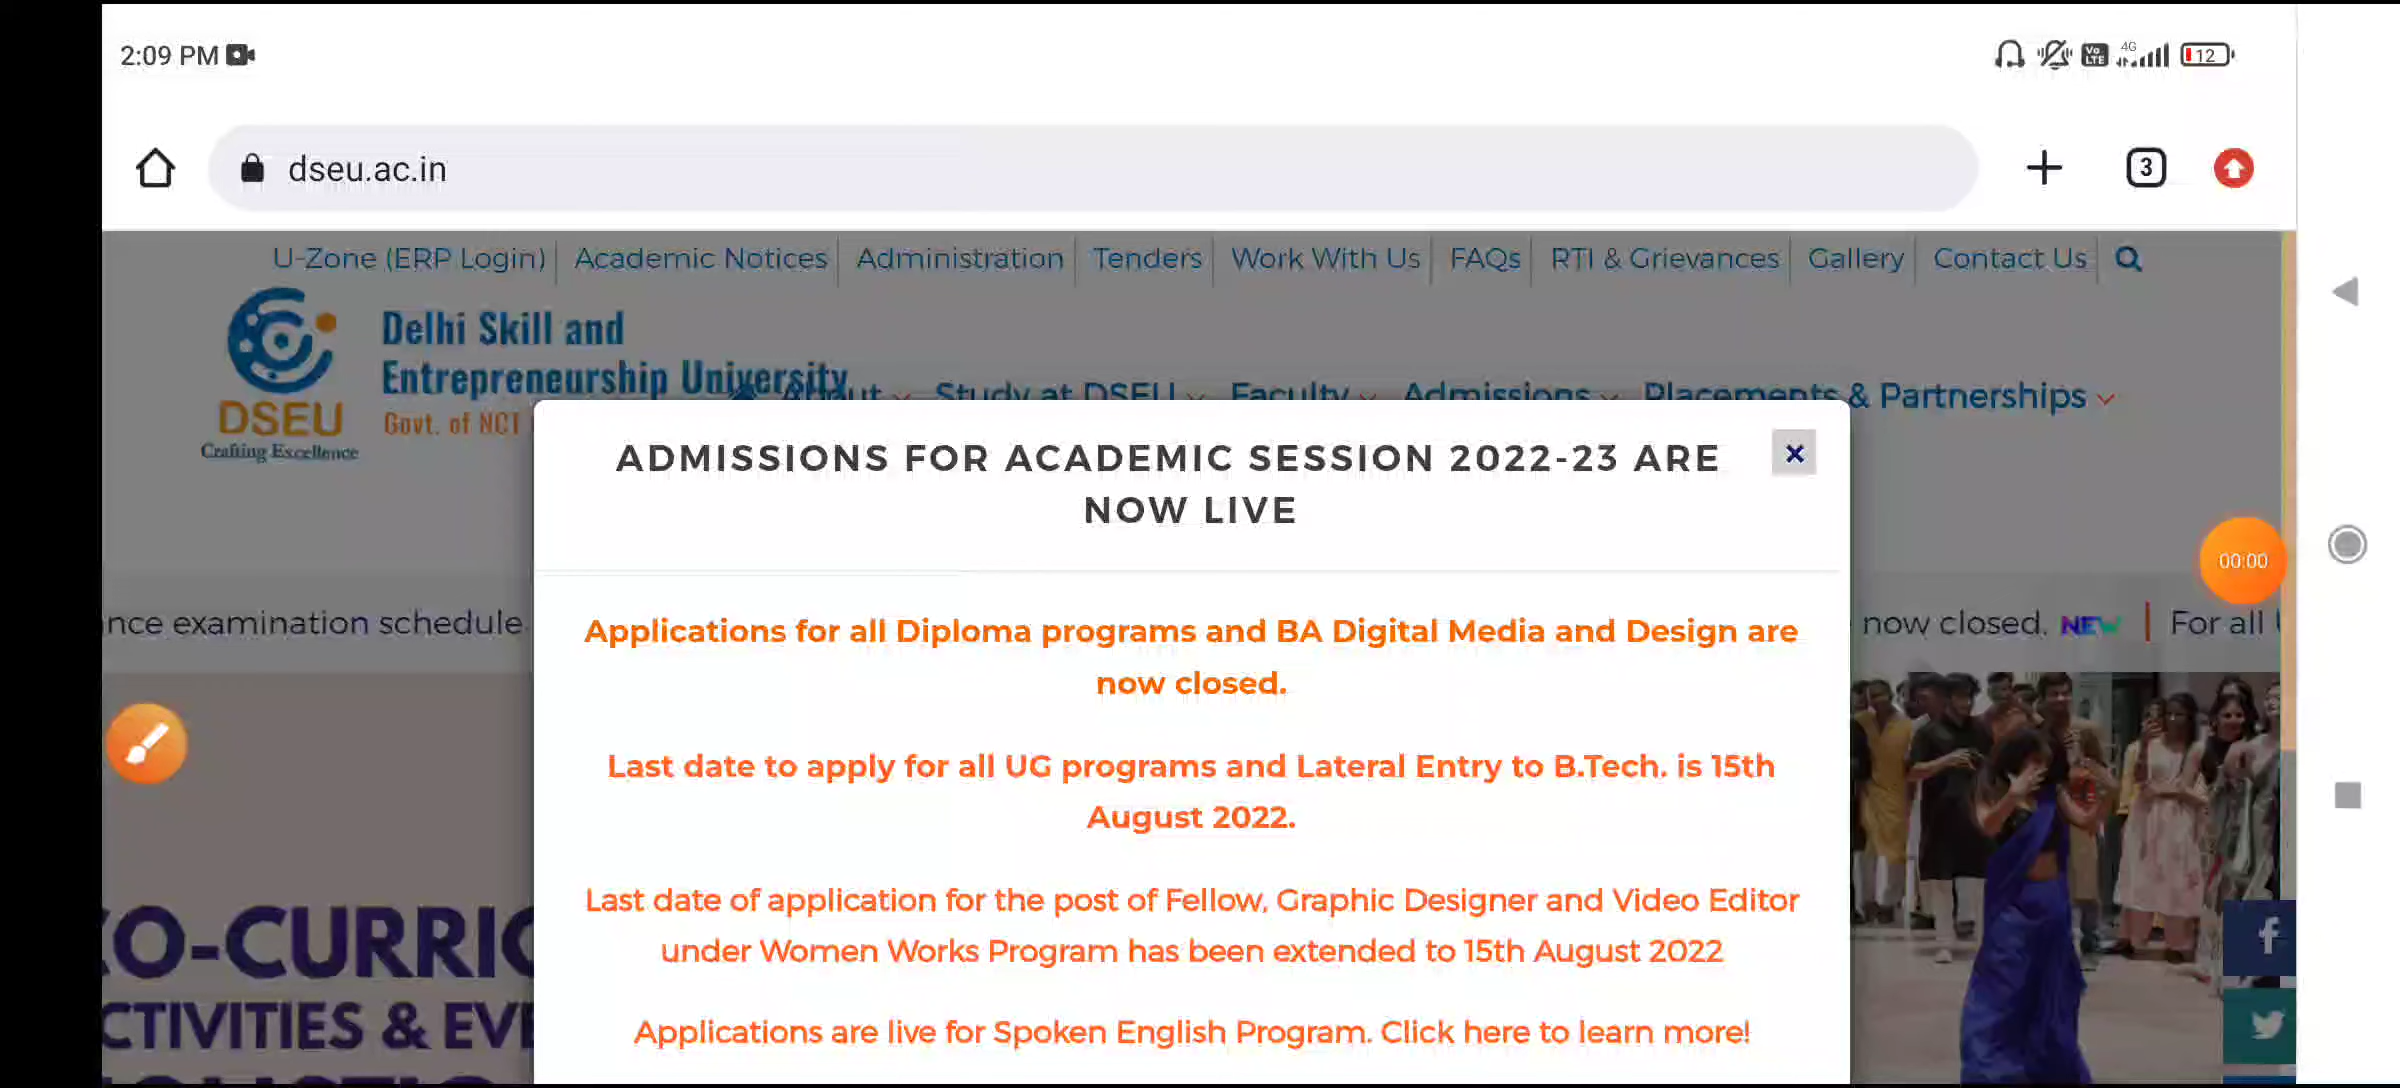 2:09 PM
Vo LTE 4G 12
dseu.ac.in
3
U-Zone (ERP Login) Academic Notices Administration Tenders Work With Us FAQs RTI & Grievances Gallery Contact Us
Delhi Skill and
Entrepreneurship University
About Study at DSEU Faculty Admissions Placements & Partnerships
DSEU
Govt. of NCT
Crafting Excellence
ADMISSIONS FOR ACADEMIC SESSION 2022-23 ARE
NOW LIVE
×
00:00
nce examination schedule
now closed. NEW | For all
Applications for all Diploma programs and BA Digital Media and Design are
now closed.
Last date to apply for all UG programs and Lateral Entry to B.Tech. is 15th
August 2022.
Last date of application for the post of Fellow, Graphic Designer and Video Editor
under Women Works Program has been extended to 15th August 2022
Applications are live for Spoken English Program. Click here to learn more!
O-CURRIC
CTIVITIES & EVE